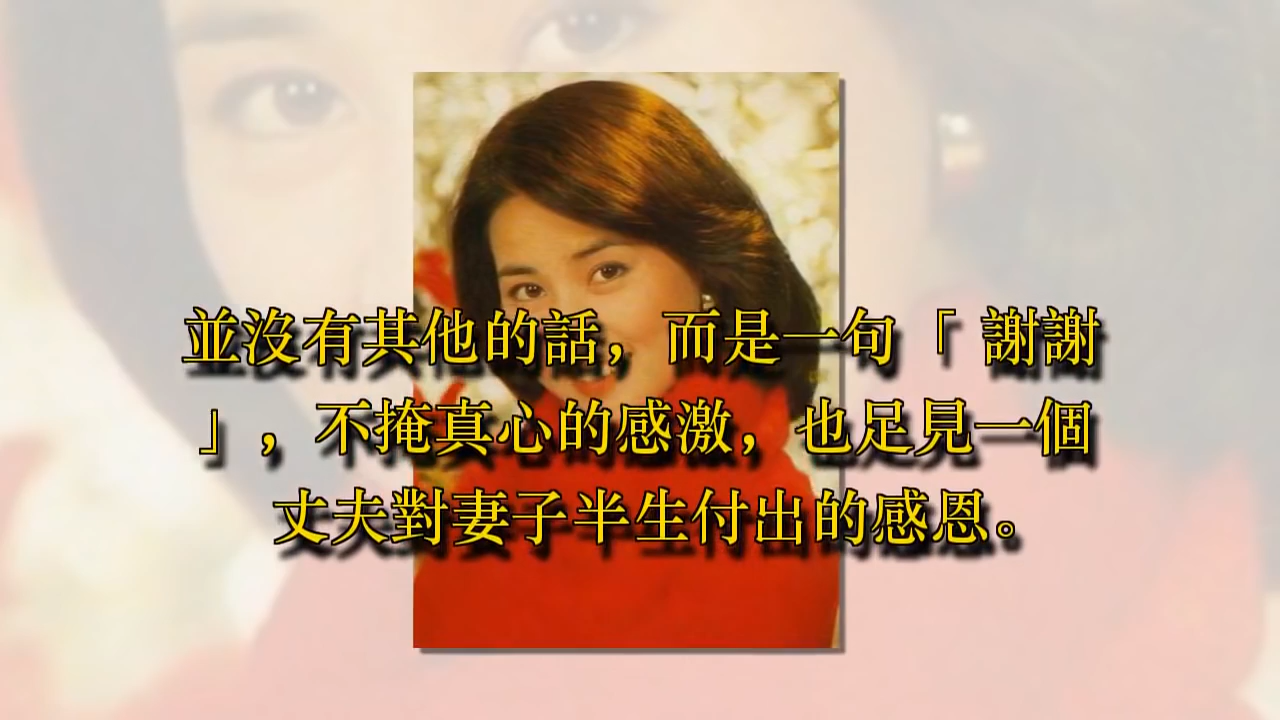 並沒有其他的話，而是一句「 謝謝
」，不掩真心的感激，也足見一個
丈夫對妻子半生付出的感恩。